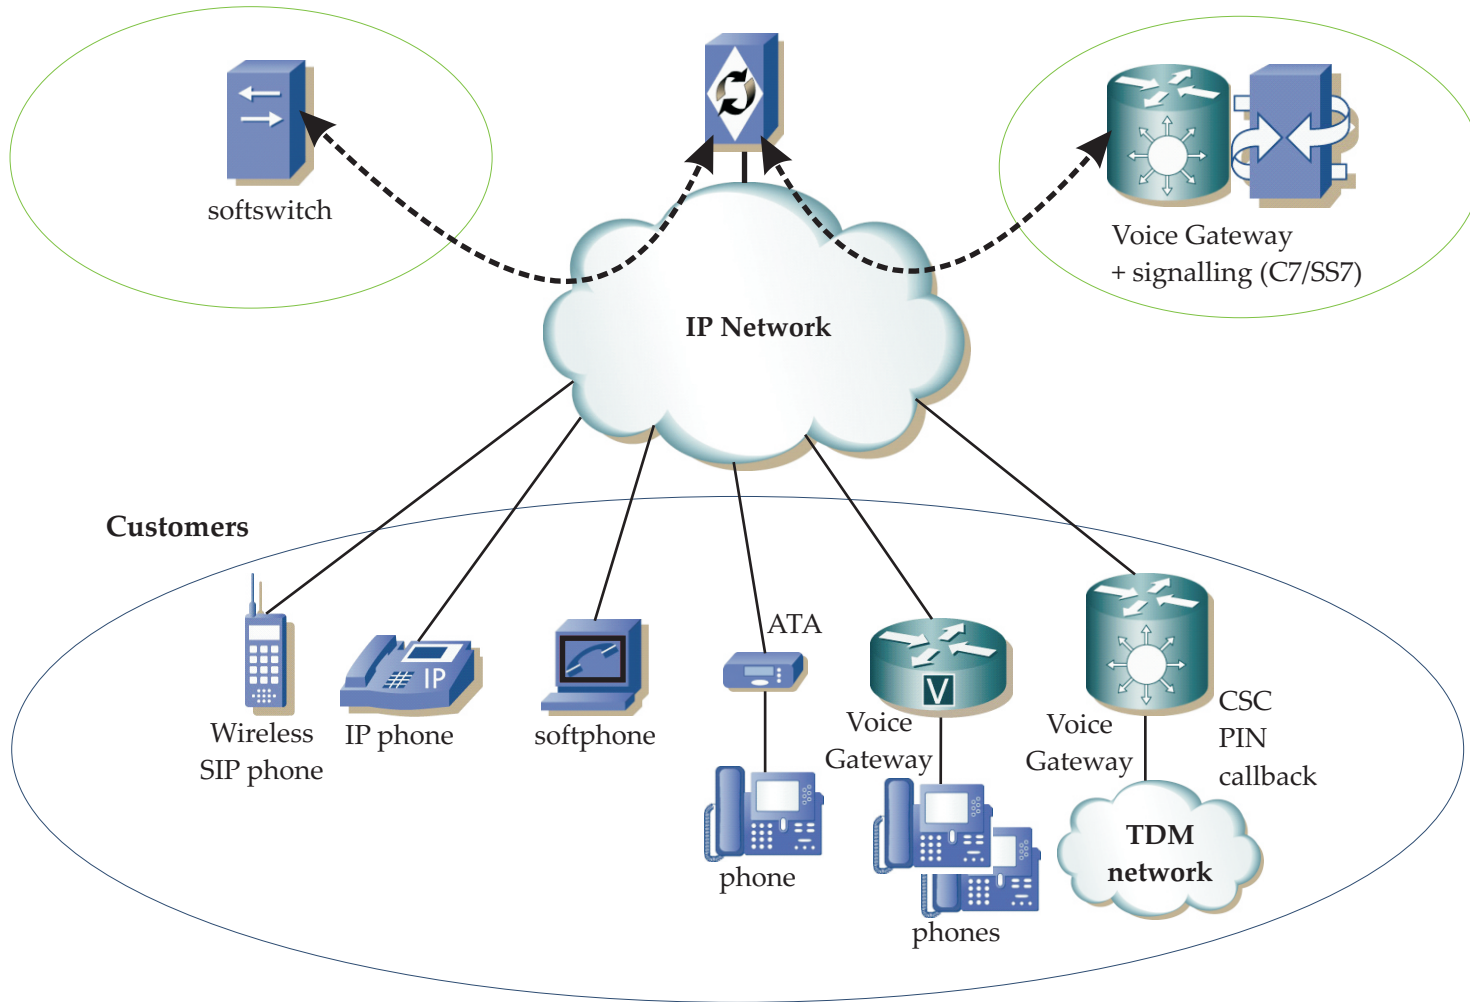 softswitch
Voice Gateway
+ signalling (C7/SS7)
IP Network
Customers
ATA
IP
V
Wireless
SIP phone
IP phone
softphone
Voice
Gateway
Voice
Gateway
CSC
PIN
callback
phone
phones
TDM
network